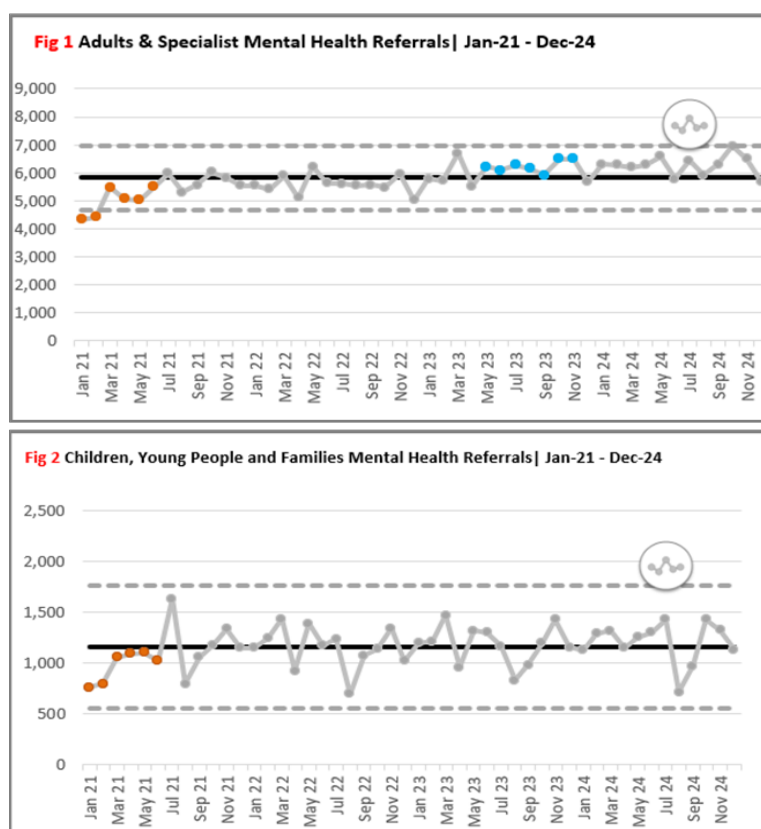 Fig 1 Adults & Specialist Mental Health Referrals| Jan-21 - Dec-24
9,000
8,000
7,000
6,000
5,000
4,000
3,000
2,000
1,000
0
Jan 21
Mar 21
May 21
Jul 21
Sep 21
Nov 21
Jan 22
Mar 22
May 22
Jul 22
Sep 22
Nov 22
Jan 23
Mar 23
May 23
Jul 23
Sep 23
Nov 23
Jan 24
Mar 24
May 24
Jul 24
Sep 24
Nov 24
Fig 2 Children, Young People and Families Mental Health Referrals| Jan-21 - Dec-24
2,500
2,000
1,500
1,000
500
0
Jan 21
Mar 21
May 21
Jul 21
Sep 21
Nov 21
Jan 22
Mar 22
May 22
Jul 22
Sep 22
Nov 22
Jan 23
Mar 23
May 23
Jul 23
Sep 23
Nov 23
Jan 24
Mar 24
May 24
Jul 24
Sep 24
Nov 24